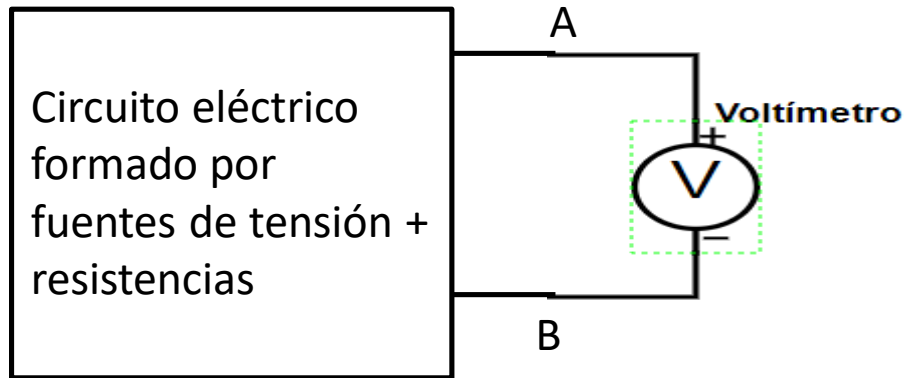 A
Circuito eléctrico
formado por
fuentes de tensión +
resistencias
Voltímetro
+
V
−
B